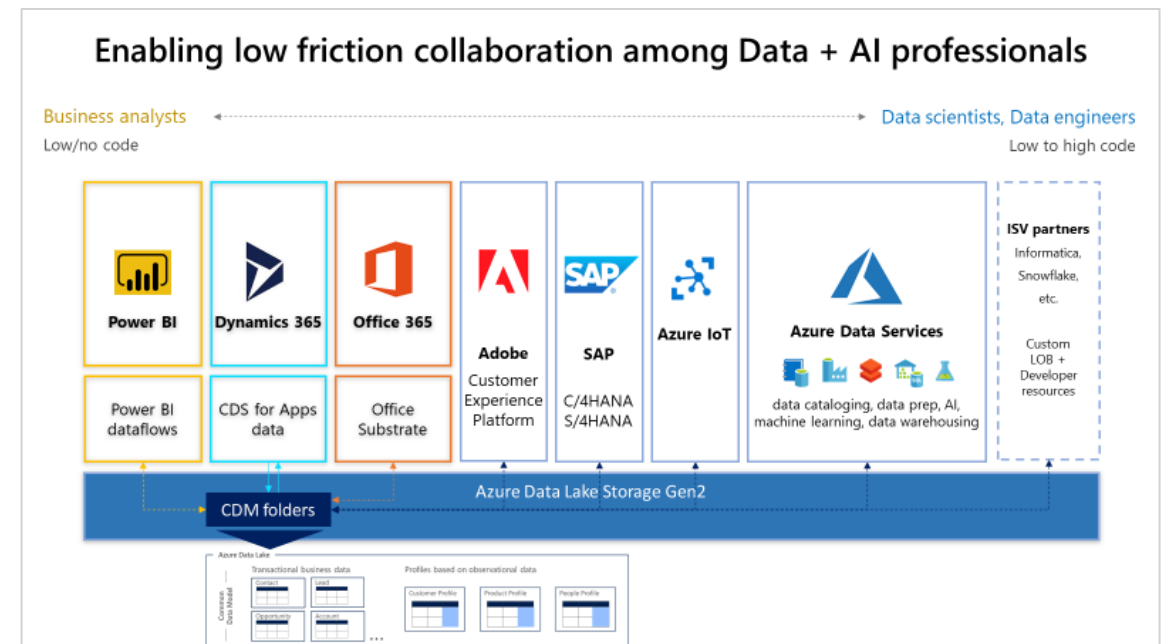 Enabling low friction collaboration among Data + AI professionals
Business analysts
Data scientists, Data engineers
Low/no code
Low to high code
Power BI
Dynamics 365
Office 365
Adobe
Customer
Experience
Platform
SAP
SAP
C/4HANA
S/4HANA
Azure IoT
Azure Data Services
data cataloging, data prep, AI,
machine learning, data warehousing
ISV partners
Informatica,
Snowflake,
etc.
Custom
LOB +
Developer
resources
Power BI
dataflows
CDS for Apps
data
Office
Substrate
Azure Data Lake Storage Gen2
CDM folders
Azure Data Lake
Common
Data Model
Transactional business data
Profiles based on observational data
Contact
Lead
Customer Profile
Product Profile
People Profile
Opportunity
Account
...